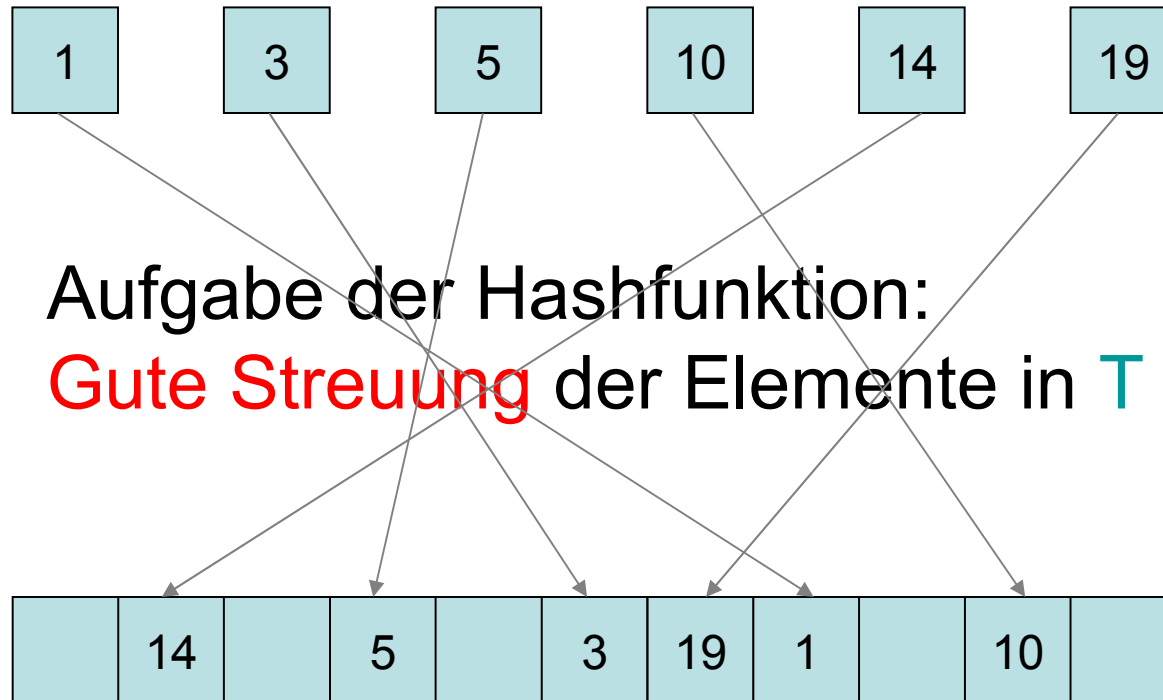 1 3 5 10 14 19
Aufgabe der Hashfunktion:
Gute Streuung der Elemente in T
14 5 3 19 1 10